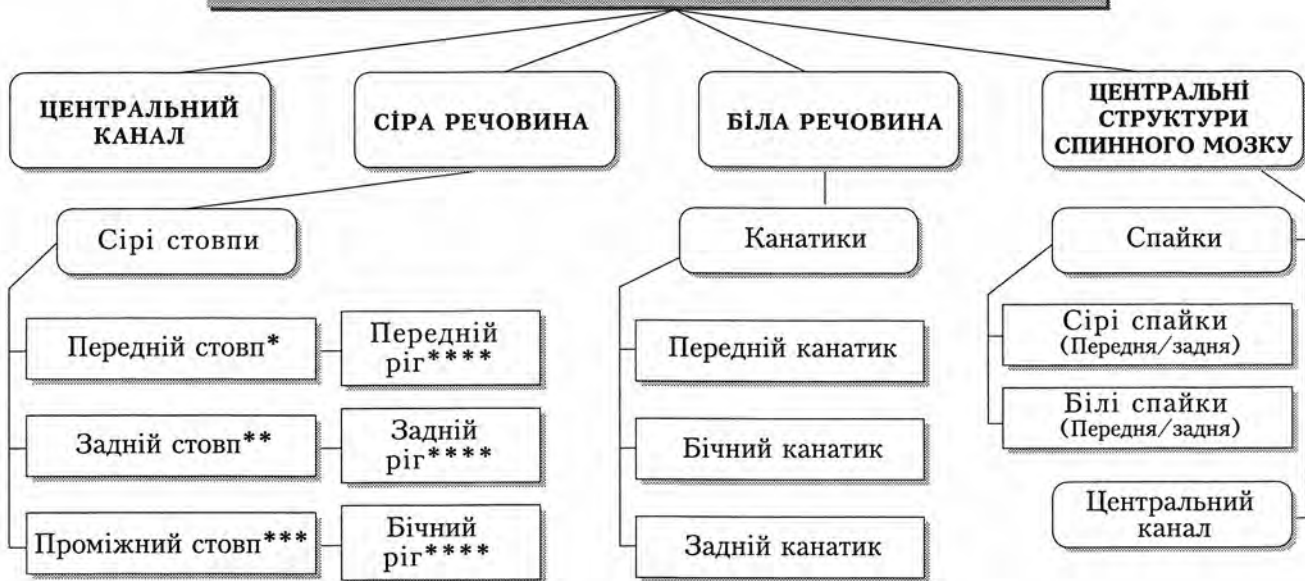 ЦЕНТРАЛЬНИЙ
КАНАЛ
СІРА РЕЧОВИНА
БІЛА РЕЧОВИНА
ЦЕНТРАЛЬНІ
СТРУКТУРИ
СПИННОГО МОЗКУ
Сірі стовпи
Передній стовп*
Передній
ріг****
Задній стовп**
Задній
ріг****
Проміжний стовп***
Бічний
ріг****
Канатики
Передній канатик
Бічний канатик
Задній канатик
Спайки
Сірі спайки
(Передня/задня)
Білі спайки
(Передня/задня)
Центральний
канал